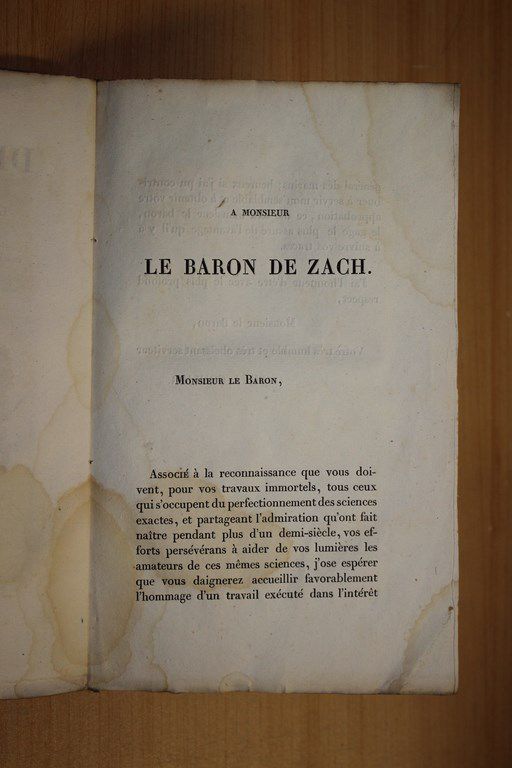 A MONSIEUR
LE BARON DE ZACH.
Monsieur le Baron,
Associé à la reconnaissance que vous doi-
vent, pour vos travaux immortels, tous ceux
qui s'occupent du perfectionnement des sciences
exactes, et partageant l'admiration qu'ont fait
naître pendant plus d'un demi-siècle, vos ef-
forts persévérans à aider de vos lumières les
amateurs de ces mêmes sciences, j'ose espérer
que vous daignerez accueillir favorablement
l'hommage d'un travail exécuté dans l'intérêt